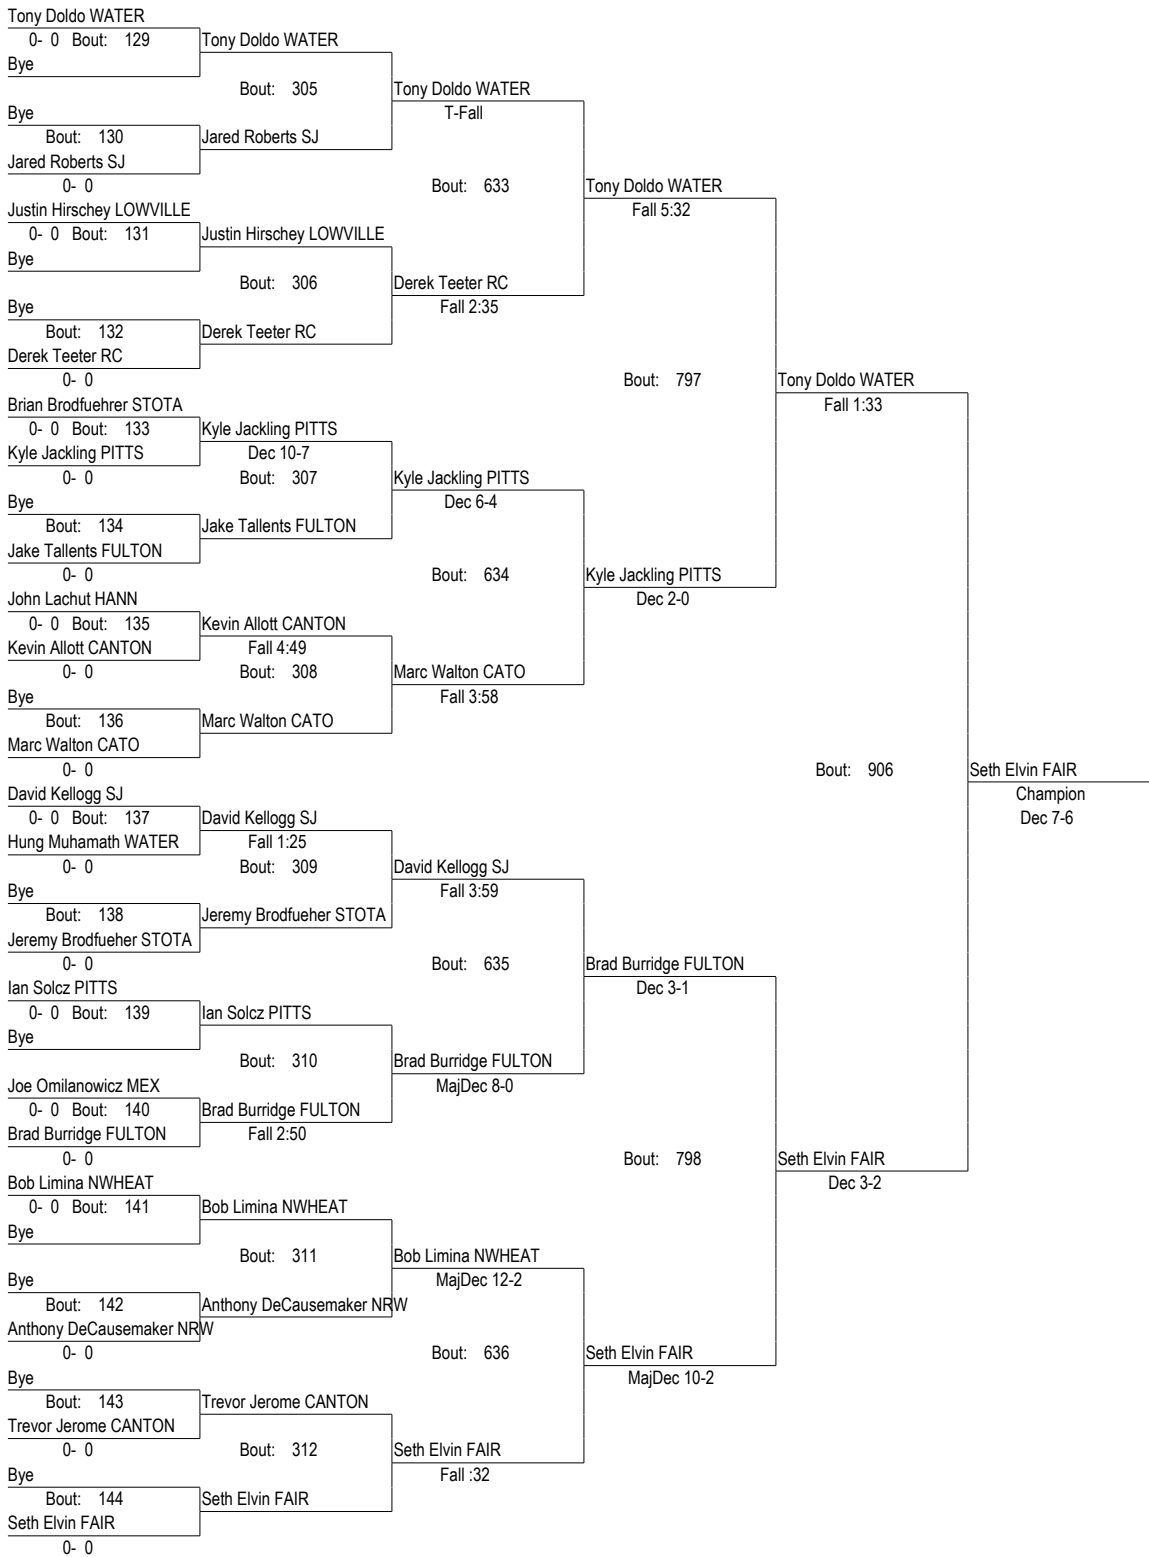 Tony Doldo WATER
0- 0 Bout: 129 Tony Doldo WATER
Bye
Bout: 305 Tony Doldo WATER
Bye T-Fall
Bout: 130 Jared Roberts SJ
Jared Roberts SJ
0- 0 Bout: 633 Tony Doldo WATER
Justin Hirschey LOWVILLE Fall 5:32
0- 0 Bout: 131 Justin Hirschey LOWVILLE
Bye
Bout: 306 Derek Teeter RC
Bye Fall 2:35
Bout: 132 Derek Teeter RC
Derek Teeter RC
0- 0 Bout: 797 Tony Doldo WATER
Brian Brodfuehrer STOTA Fall 1:33
0- 0 Bout: 133 Kyle Jackling PITTS
Kyle Jackling PITTS Dec 10-7
0- 0 Bout: 307 Kyle Jackling PITTS
Bye Dec 6-4
Bout: 134 Jake Tallents FULTON
Jake Tallents FULTON
0- 0 Bout: 634 Kyle Jackling PITTS
John Lachut HANN Dec 2-0
0- 0 Bout: 135 Kevin Allott CANTON
Kevin Allott CANTON Fall 4:49
0- 0 Bout: 308 Marc Walton CATO
Bye Fall 3:58
Bout: 136 Marc Walton CATO
Marc Walton CATO
0- 0 Bout: 906 Seth Elvin FAIR
David Kellogg SJ Champion
0- 0 Bout: 137 David Kellogg SJ Dec 7-6
Hung Muhamath WATER Fall 1:25
0- 0 Bout: 309 David Kellogg SJ
Bye Fall 3:59
Bout: 138 Jeremy Brodfueher STOTA
Jeremy Brodfueher STOTA
0- 0 Bout: 635 Brad Burridge FULTON
Ian Solcz PITTS Dec 3-1
0- 0 Bout: 139 Ian Solcz PITTS
Bye
Bout: 310 Brad Burridge FULTON
Joe Omilanowicz MEX MajDec 8-0
0- 0 Bout: 140 Brad Burridge FULTON
Brad Burridge FULTON Fall 2:50
0- 0 Bout: 798 Seth Elvin FAIR
Bob Limina NWHEAT Dec 3-2
0- 0 Bout: 141 Bob Limina NWHEAT
Bye
Bout: 311 Bob Limina NWHEAT
Bye MajDec 12-2
Bout: 142 Anthony DeCausemaker NRW
Anthony DeCausemaker NRW
0- 0 Bout: 636 Seth Elvin FAIR
Bye MajDec 10-2
Bout: 143 Trevor Jerome CANTON
Trevor Jerome CANTON
0- 0 Bout: 312 Seth Elvin FAIR
Bye Fall :32
Bout: 144 Seth Elvin FAIR
Seth Elvin FAIR
0- 0